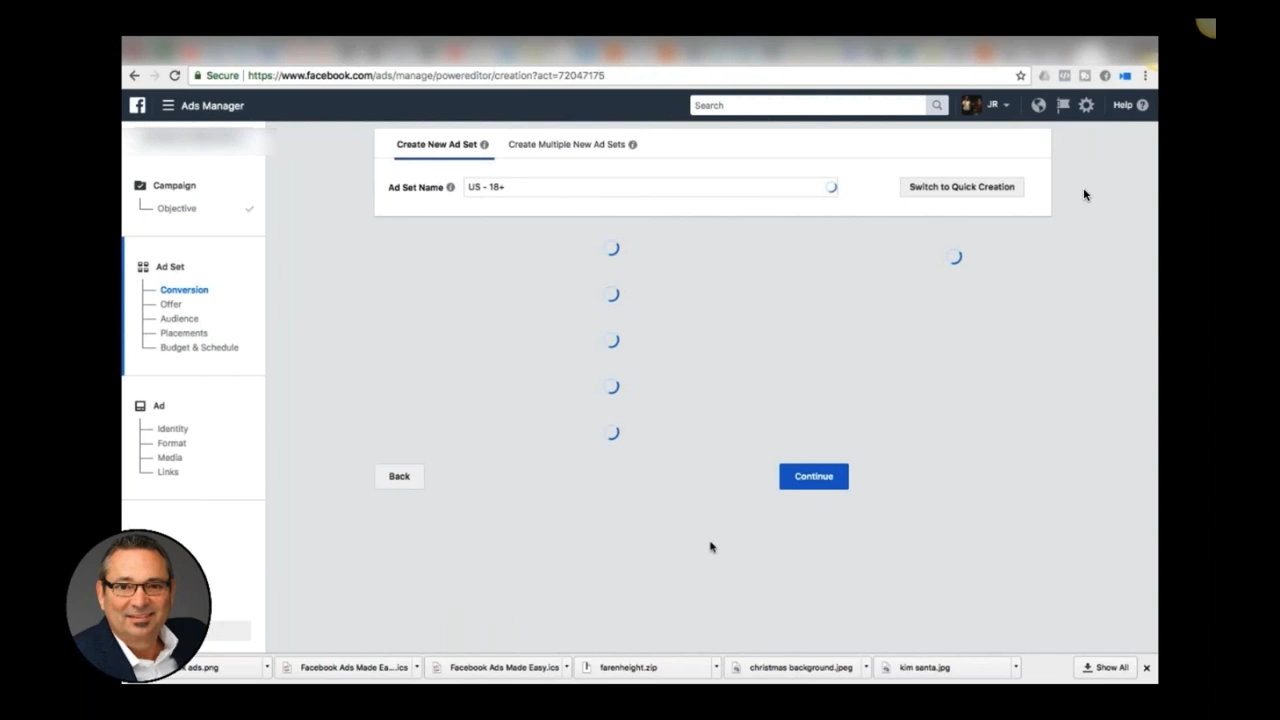 Secure | https://www.facebook.com/ads/manage/powereditor/creation?act=72047175
Ads Manager
Search
JR
Help
Create New Ad Set
Create Multiple New Ad Sets
Ad Set Name
US - 18+
Switch to Quick Creation
Campaign
Objective
Ad Set
Conversion
Offer
Audience
Placements
Budget & Schedule
Ad
Identity
Format
Media
Links
Back
Continue
ads.png
Facebook Ads Made Ea....ics
Facebook Ads Made Easy.ics
farenheight.zip
christmas background.jpeg
kim santa.jpg
Show All